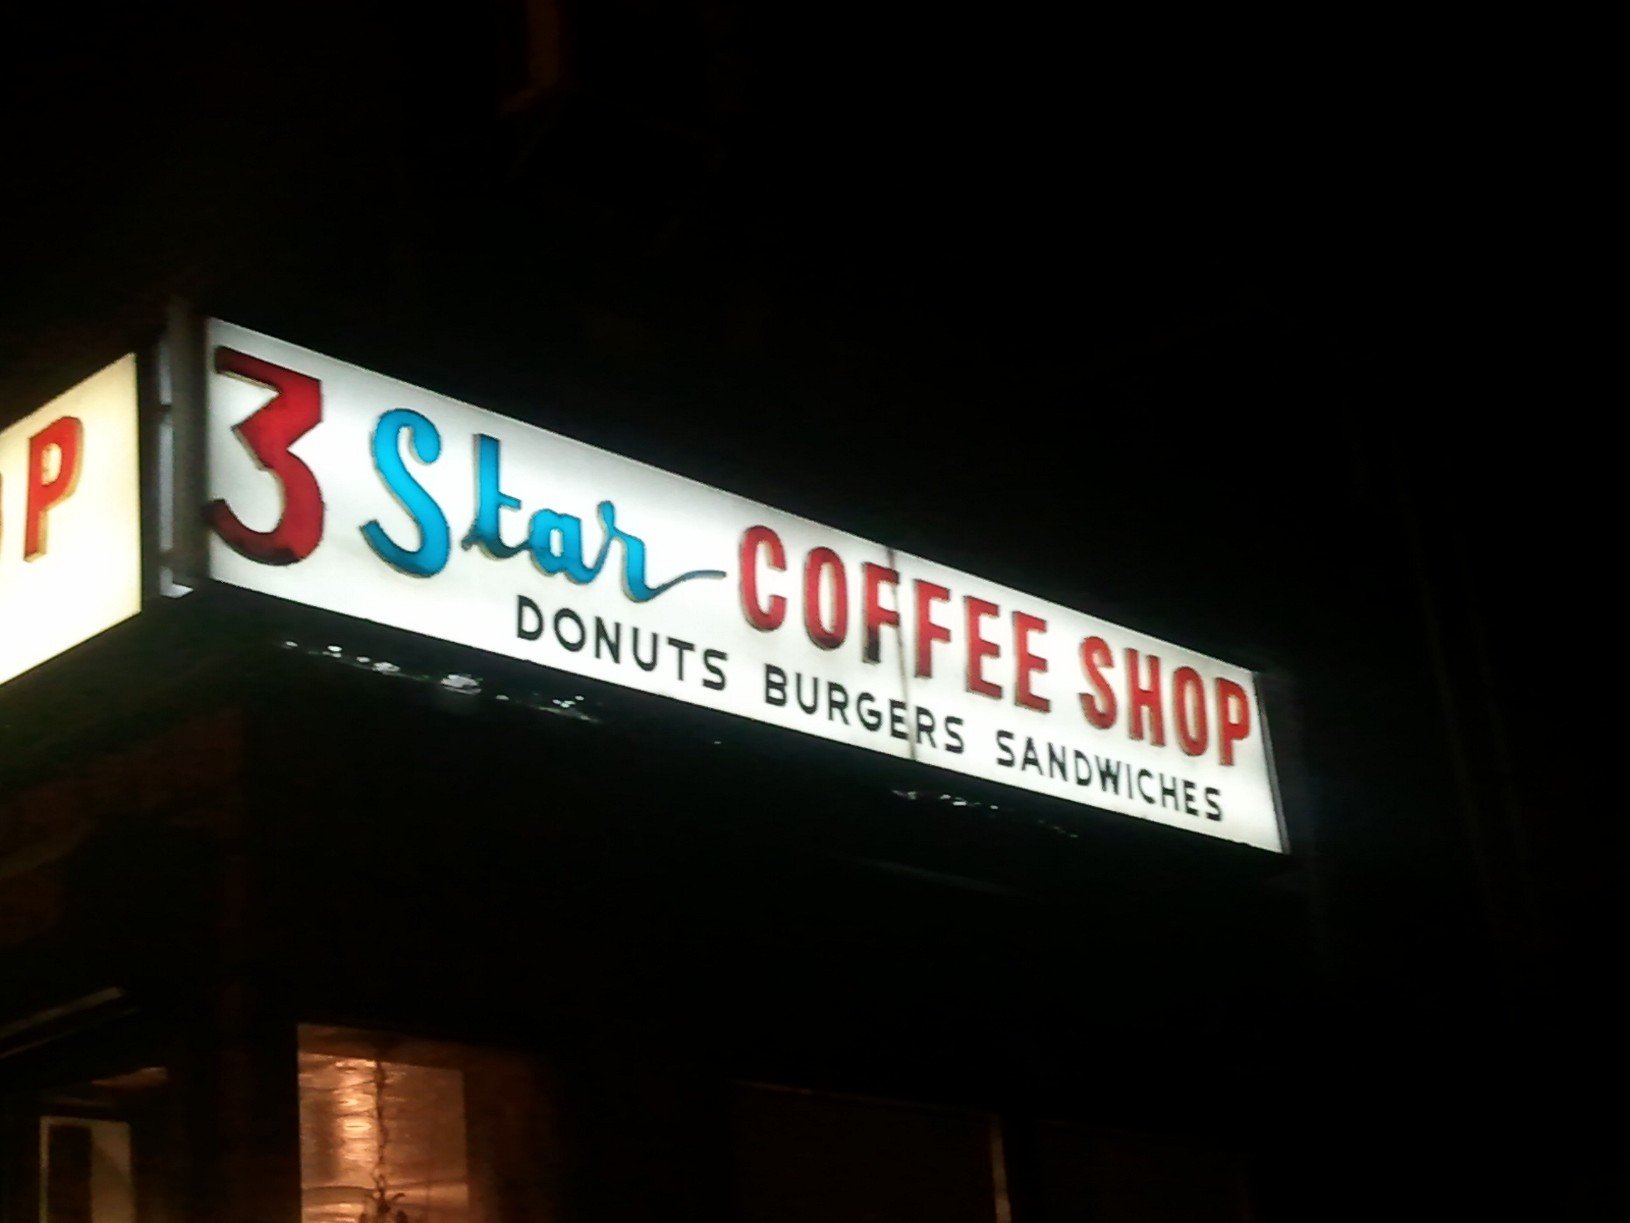 P
3 Star COFFEE SHOP
DONUTS BURGERS SANDWICHES